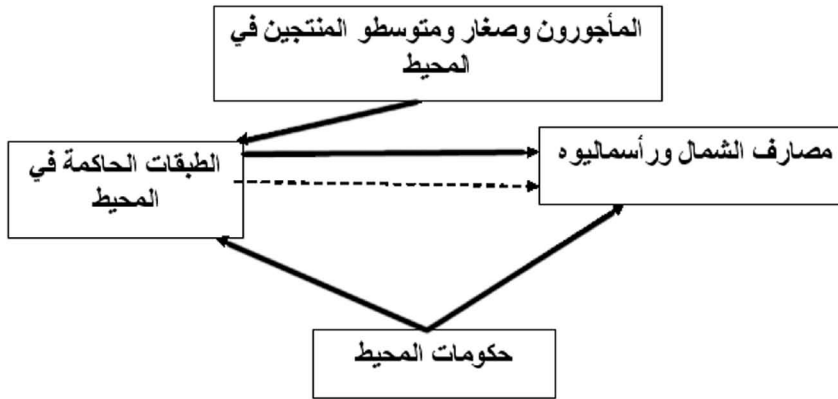 المأجورون وصغار ومتوسطو المنتجين في
المحيط
الطبقات الحاكمة في
المحيط
مصارف الشمال ورأسماليوه
حكومات المحيط